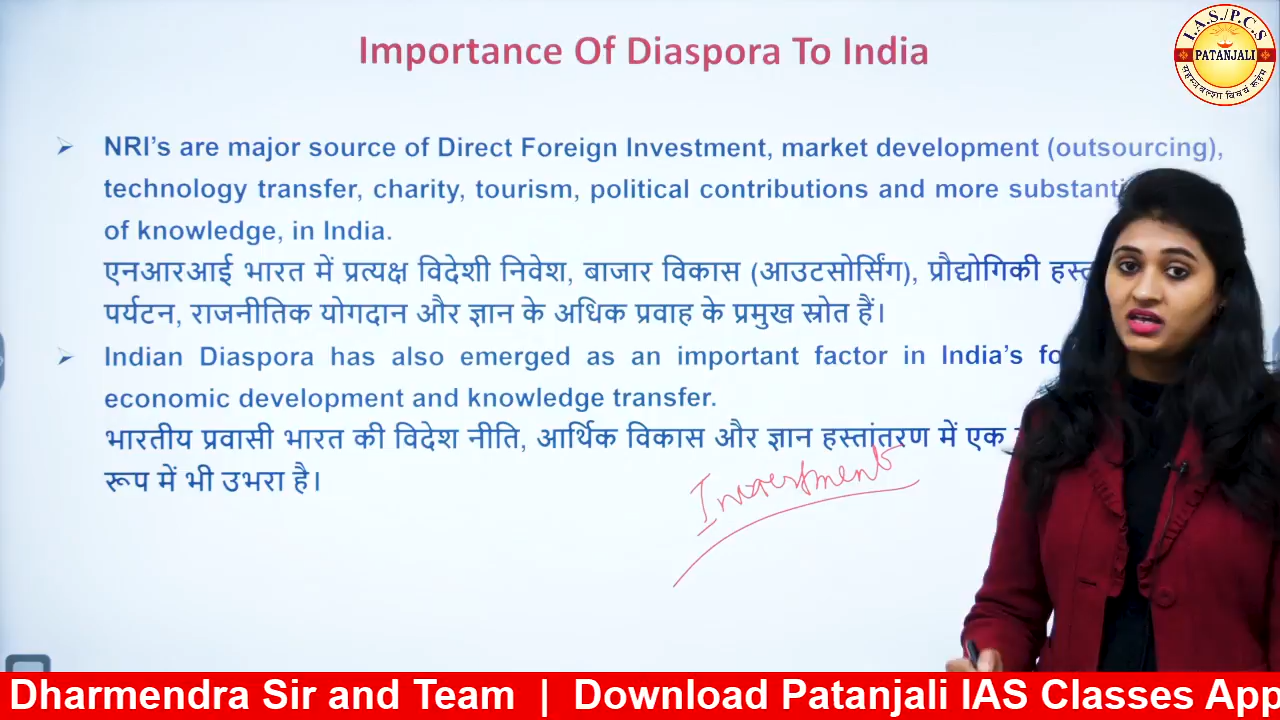 Importance Of Diaspora To India
I.A.S./P.C.S
PATANJALI
NRI's are major source of Direct Foreign Investment, market development (outsourcing),
technology transfer, charity, tourism, political contributions and more
of knowledge, in India.
एनआरआई भारत में प्रत्यक्ष विदेशी निवेश, बाजार विकास (आउटसोर्सिंग), प्रौद्योगिकी
पर्यटन, राजनीतिक योगदान और ज्ञान के अधिक प्रवाह के प्रमुख स्रोत हैं।
Indian Diaspora has also emerged as an important factor in India's
economic development and knowledge transfer.
भारतीय प्रवासी भारत की विदेश नीति, आर्थिक विकास और ज्ञान हस्तांतरण में एक
रूप में भी उभरा है।
Investment
Dharmendra Sir and Team | Download Patanjali IAS Classes App